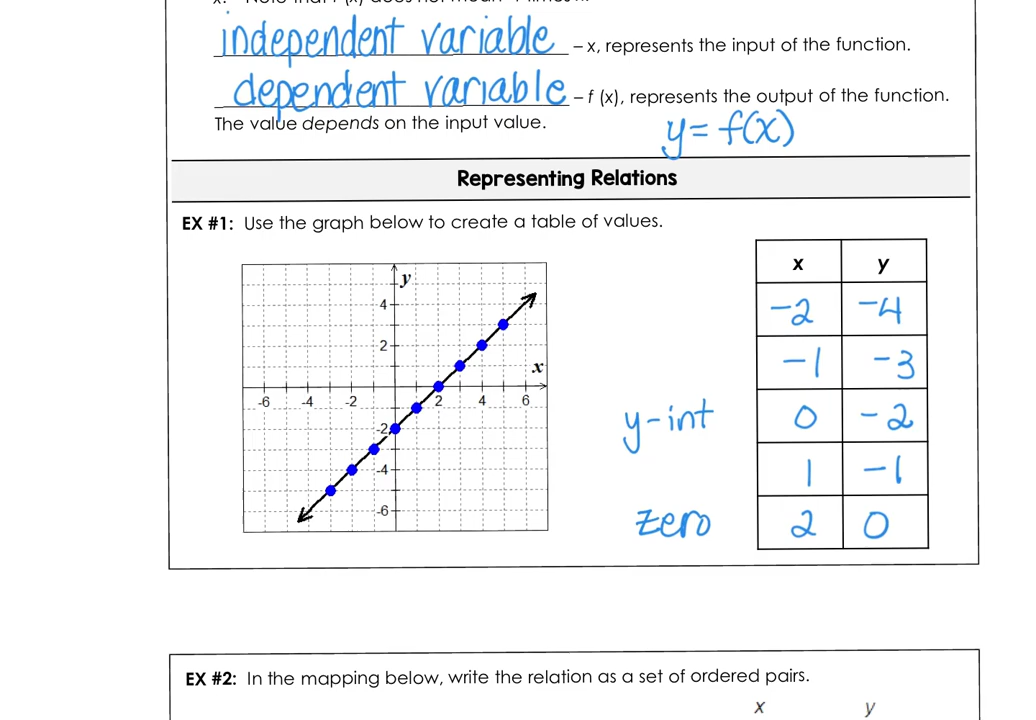 independent variable – x, represents the input of the function.
dependent variable – f (x), represents the output of the function.
The value depends on the input value.
y = f(x)
Representing Relations
EX #1: Use the graph below to create a table of values.
x y
y
4
-2 -4
2
x
-1 -3
-6 -4 -2 2 4 6
y-int 0 -2
-2
-4
1 -1
-6
zero 2 0
EX #2: In the mapping below, write the relation as a set of ordered pairs.
x y